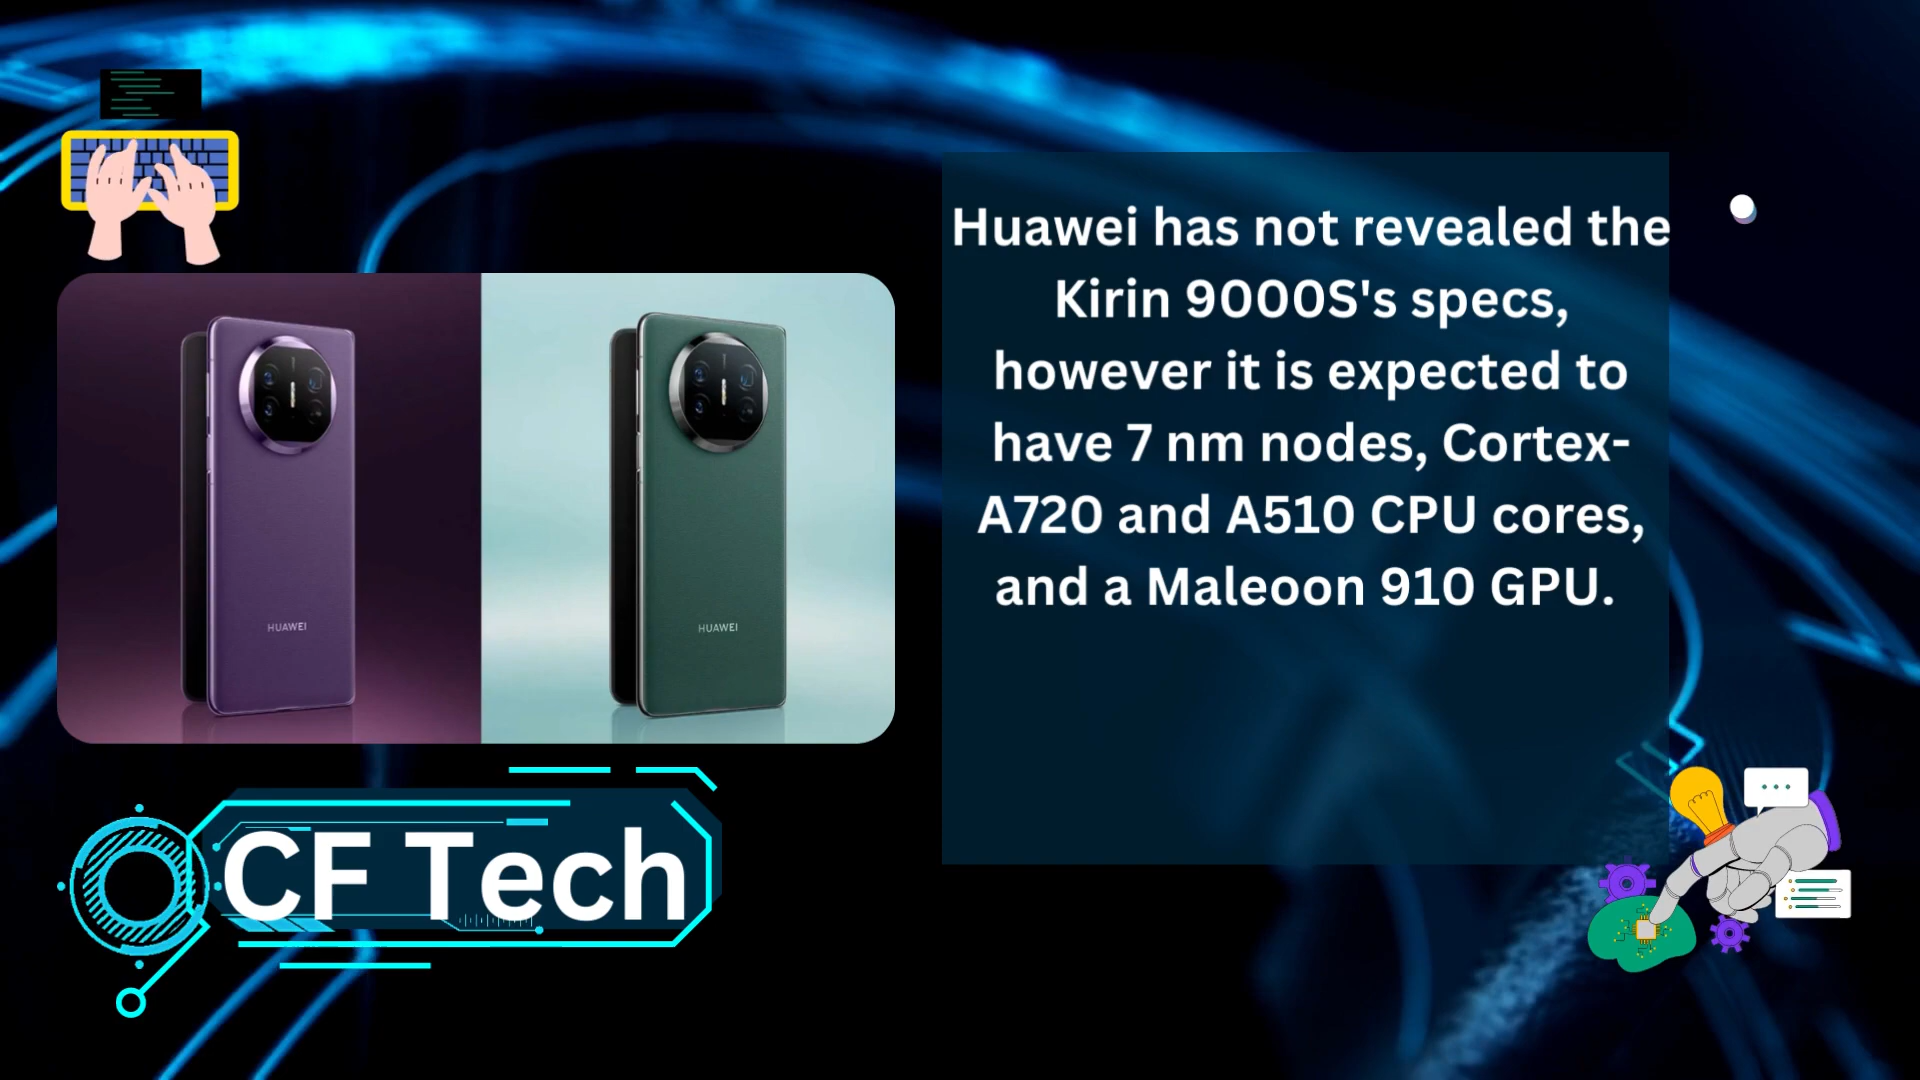 Huawei has not revealed the
Kirin 9000S's specs,
however it is expected to
have 7 nm nodes, Cortex-
A720 and A510 CPU cores,
and a Maleoon 910 GPU.
HUAWEI
HUAWEI
CF Tech